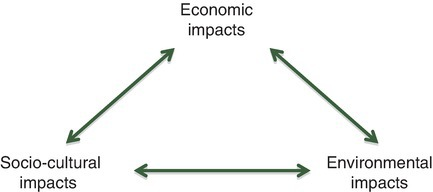 Economic
impacts
Socio-cultural
impacts
Environmental
impacts